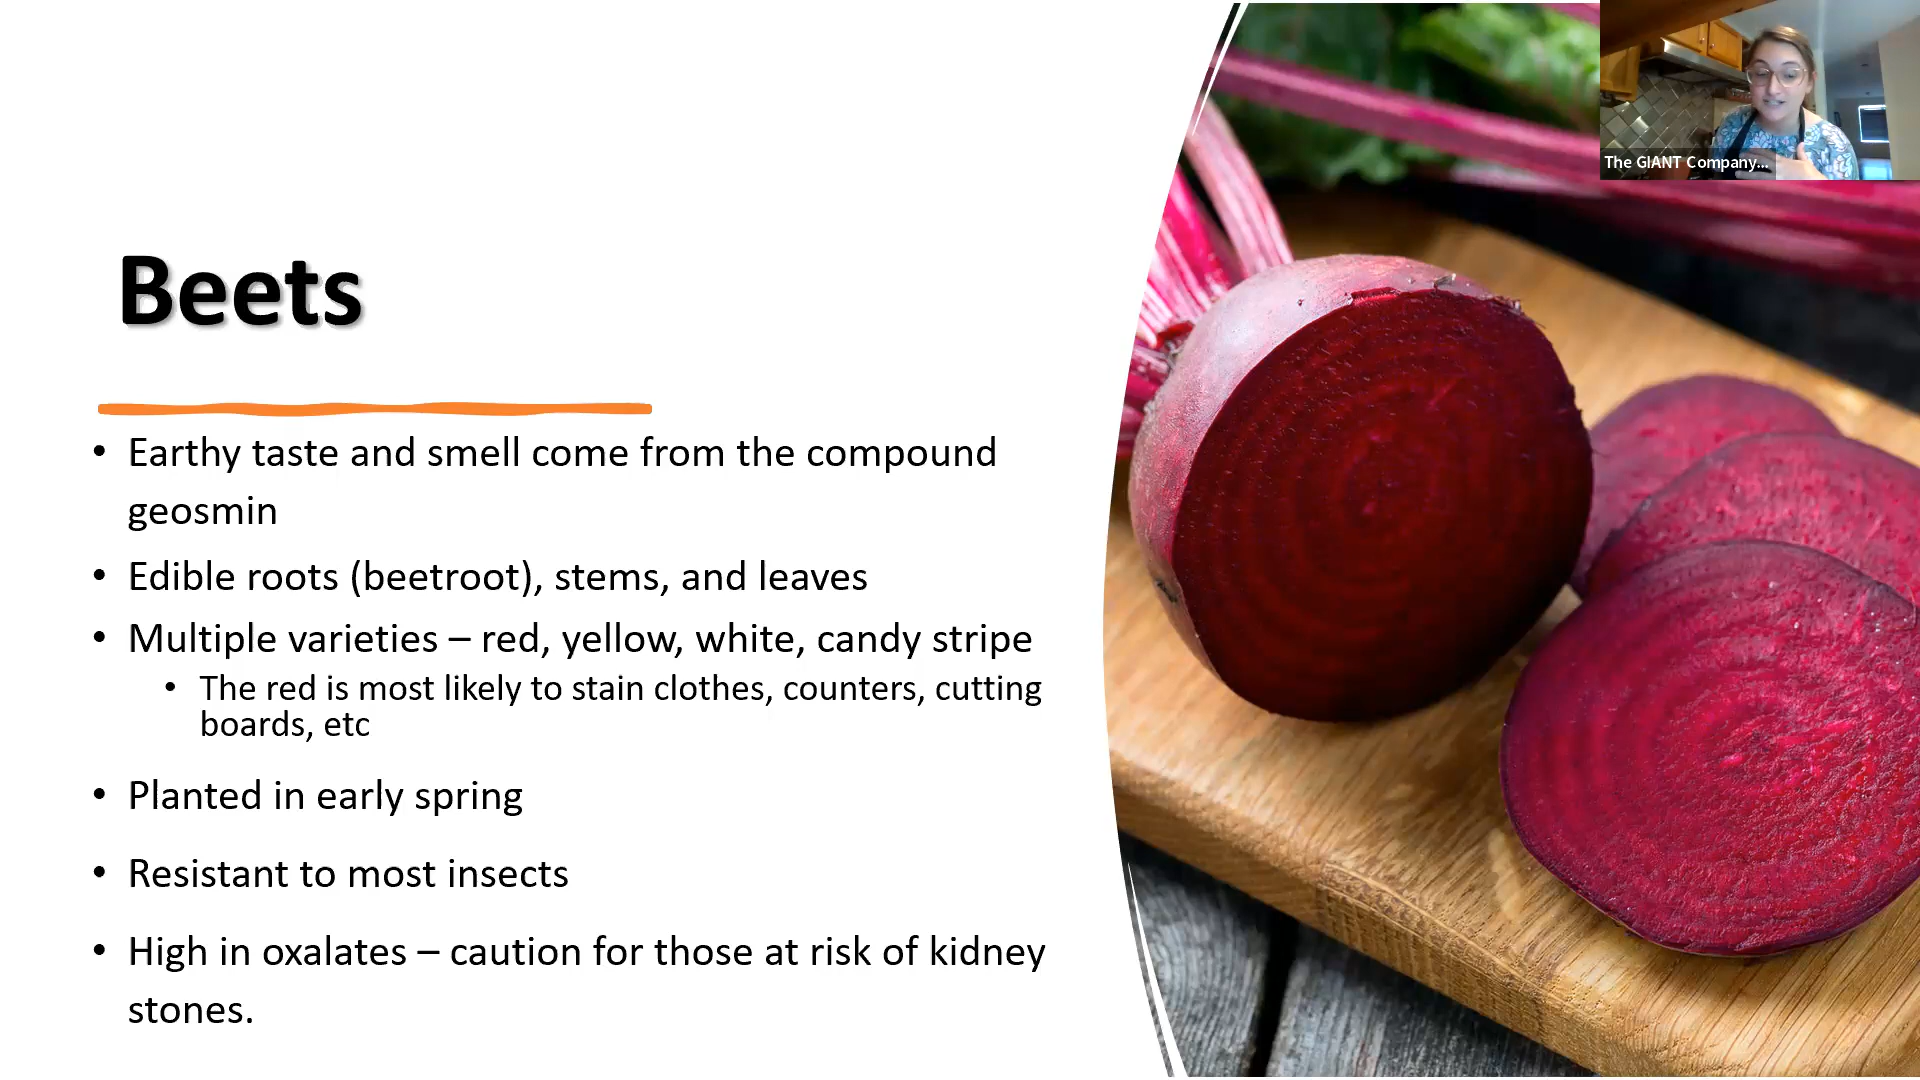 The GIANT Company...
Beets
• Earthy taste and smell come from the compound
geosmin
• Edible roots (beetroot), stems, and leaves
• Multiple varieties – red, yellow, white, candy stripe
• The red is most likely to stain clothes, counters, cutting
boards, etc
• Planted in early spring
• Resistant to most insects
• High in oxalates – caution for those at risk of kidney
stones.